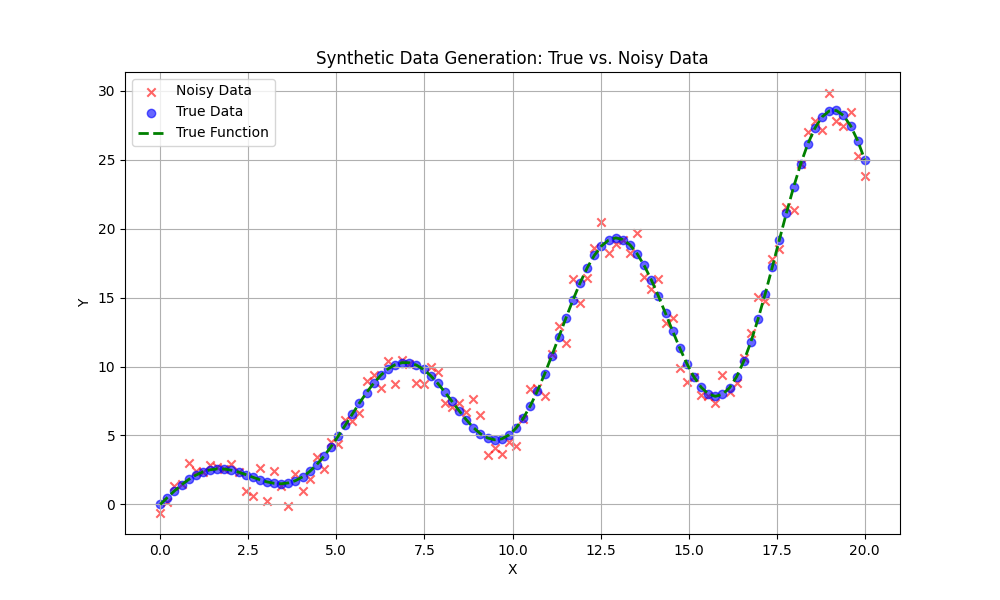 Synthetic Data Generation: True vs. Noisy Data
Noisy Data
True Data
True Function
Y
30
25
20
15
10
5
0
0.0 2.5 5.0 7.5 10.0 12.5 15.0 17.5 20.0
X